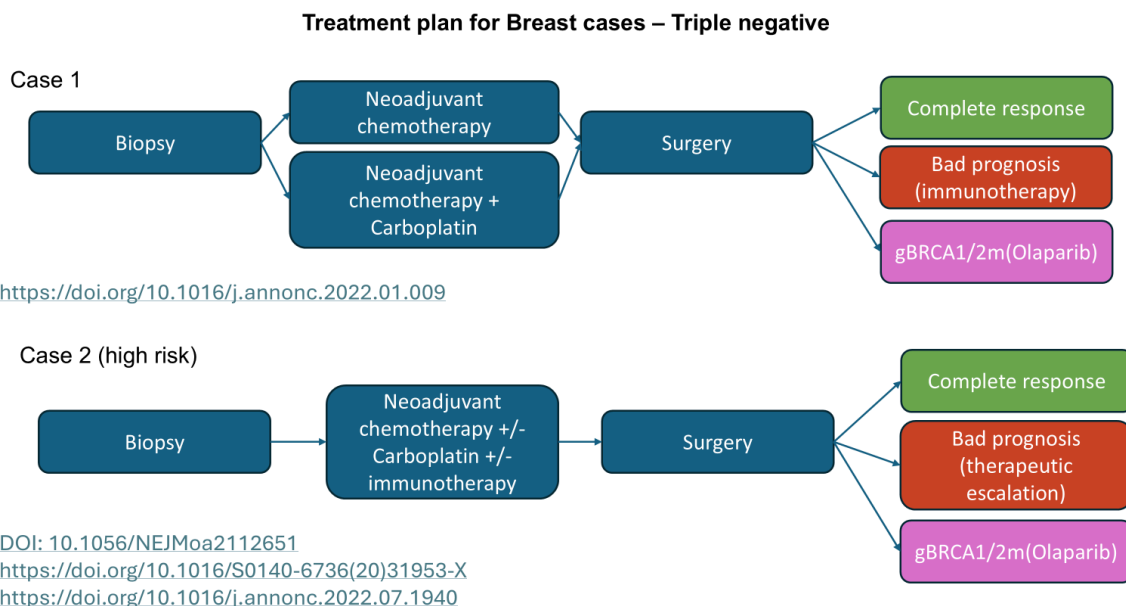 Treatment plan for Breast cases – Triple negative
Case 1
Biopsy
Neoadjuvant
chemotherapy
Neoadjuvant
chemotherapy +
Carboplatin
Surgery
Complete response
Bad prognosis
(immunotherapy)
gBRCA1/2m(Olaparib)
https://doi.org/10.1016/j.annonc.2022.01.009
Case 2 (high risk)
Biopsy
Neoadjuvant
chemotherapy +/-
Carboplatin +/-
immunotherapy
Surgery
Complete response
Bad prognosis
(therapeutic
escalation)
gBRCA1/2m(Olaparib)
DOI: 10.1056/NEJMoa2112651
https://doi.org/10.1016/S0140-6736(20)31953-X
https://doi.org/10.1016/j.annonc.2022.07.1940